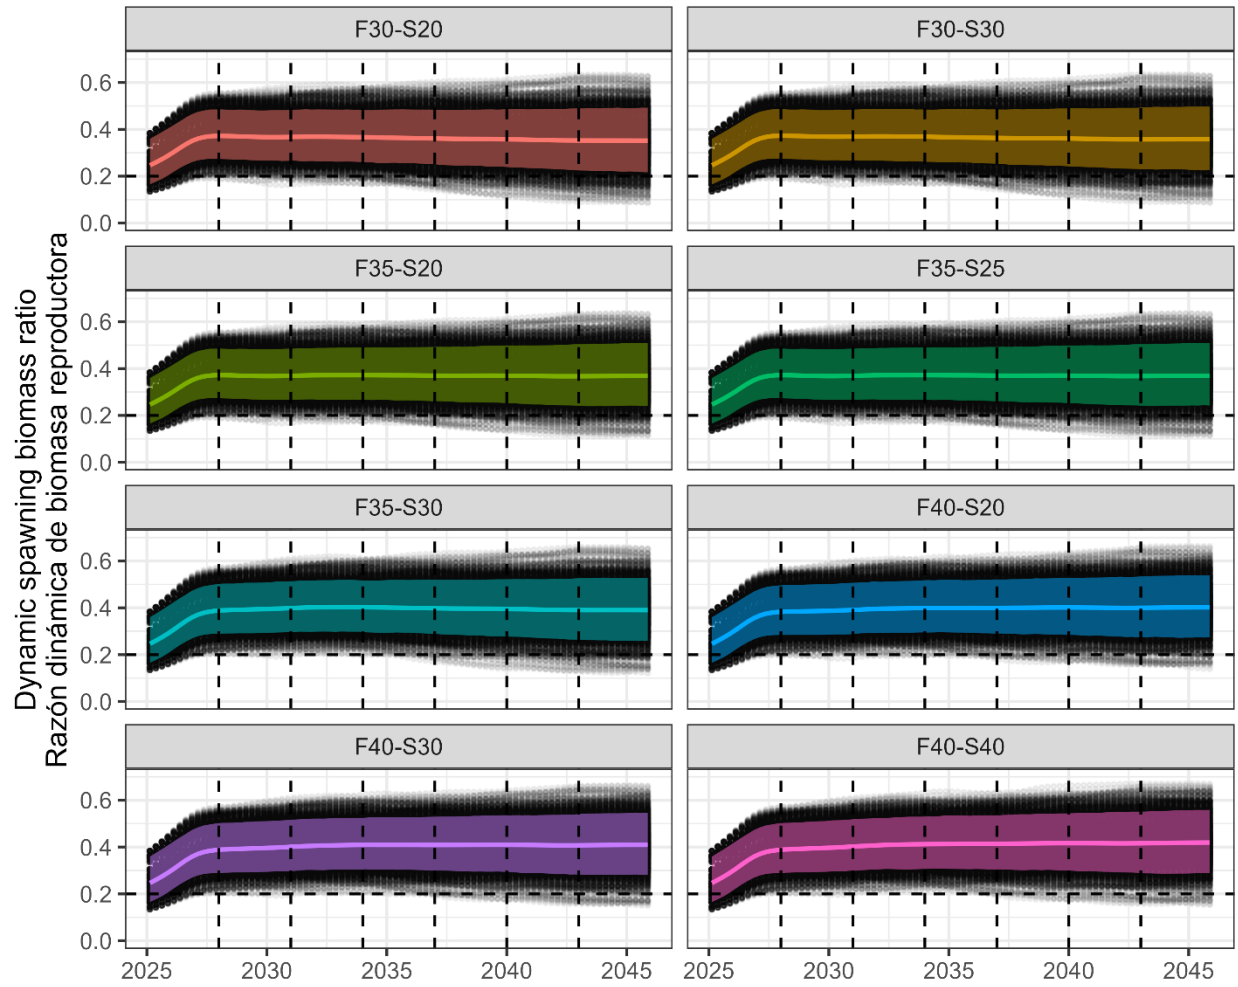 Dynamic spawning biomass ratio
Razón dinámica de biomasa reproductora
F30-S20
F30-S30
0.6
0.4
0.2
0.0
F35-S20
F35-S25
0.6
0.4
0.2
0.0
F35-S30
F40-S20
0.6
0.4
0.2
0.0
F40-S30
F40-S40
0.6
0.4
0.2
0.0
2025 2030 2035 2040 2045
2025 2030 2035 2040 2045